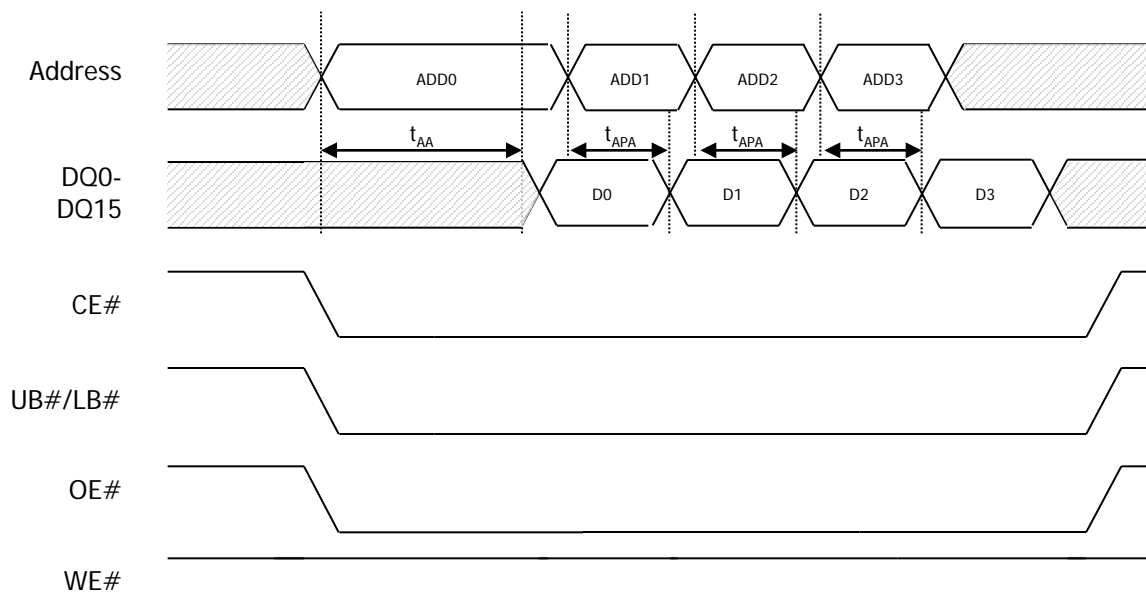 Address
ADD0
ADD1
ADD2
ADD3
tAA
tAPA
tAPA
tAPA
DQ0-
DQ15
D0
D1
D2
D3
CE#
UB#/LB#
OE#
WE#